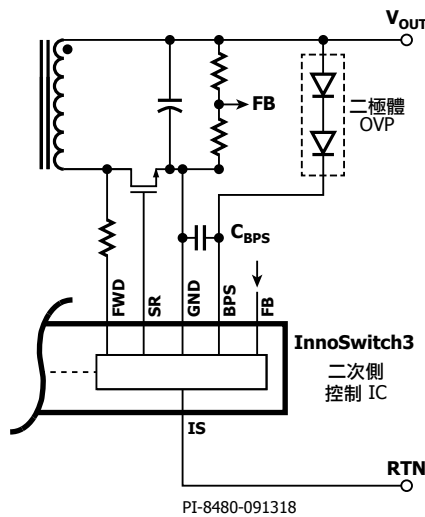 VOUT
FB
二極體
OVP
CBPS
FWD
SR
GND
BPS
FB
InnoSwitch3
二次側
控制 IC
IS
RTN
PI-8480-091318